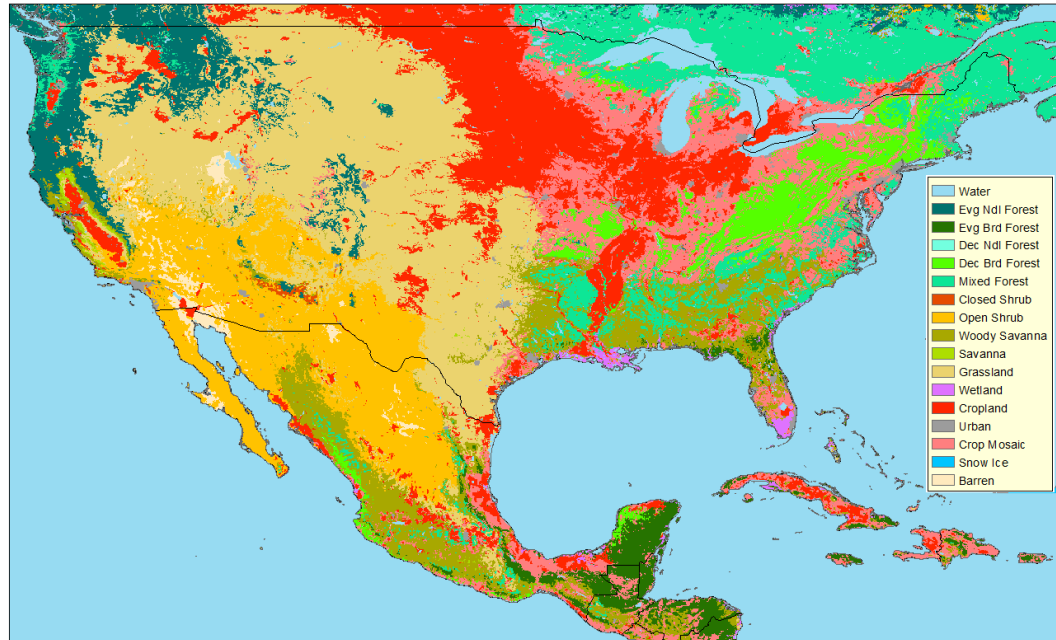 Water
Evg Ndl Forest
Evg Brd Forest
Dec Ndl Forest
Dec Brd Forest
Mixed Forest
Closed Shrub
Open Shrub
Woody Savanna
Savanna
Grassland
Wetland
Cropland
Urban
Crop Mosaic
Snow Ice
Barren